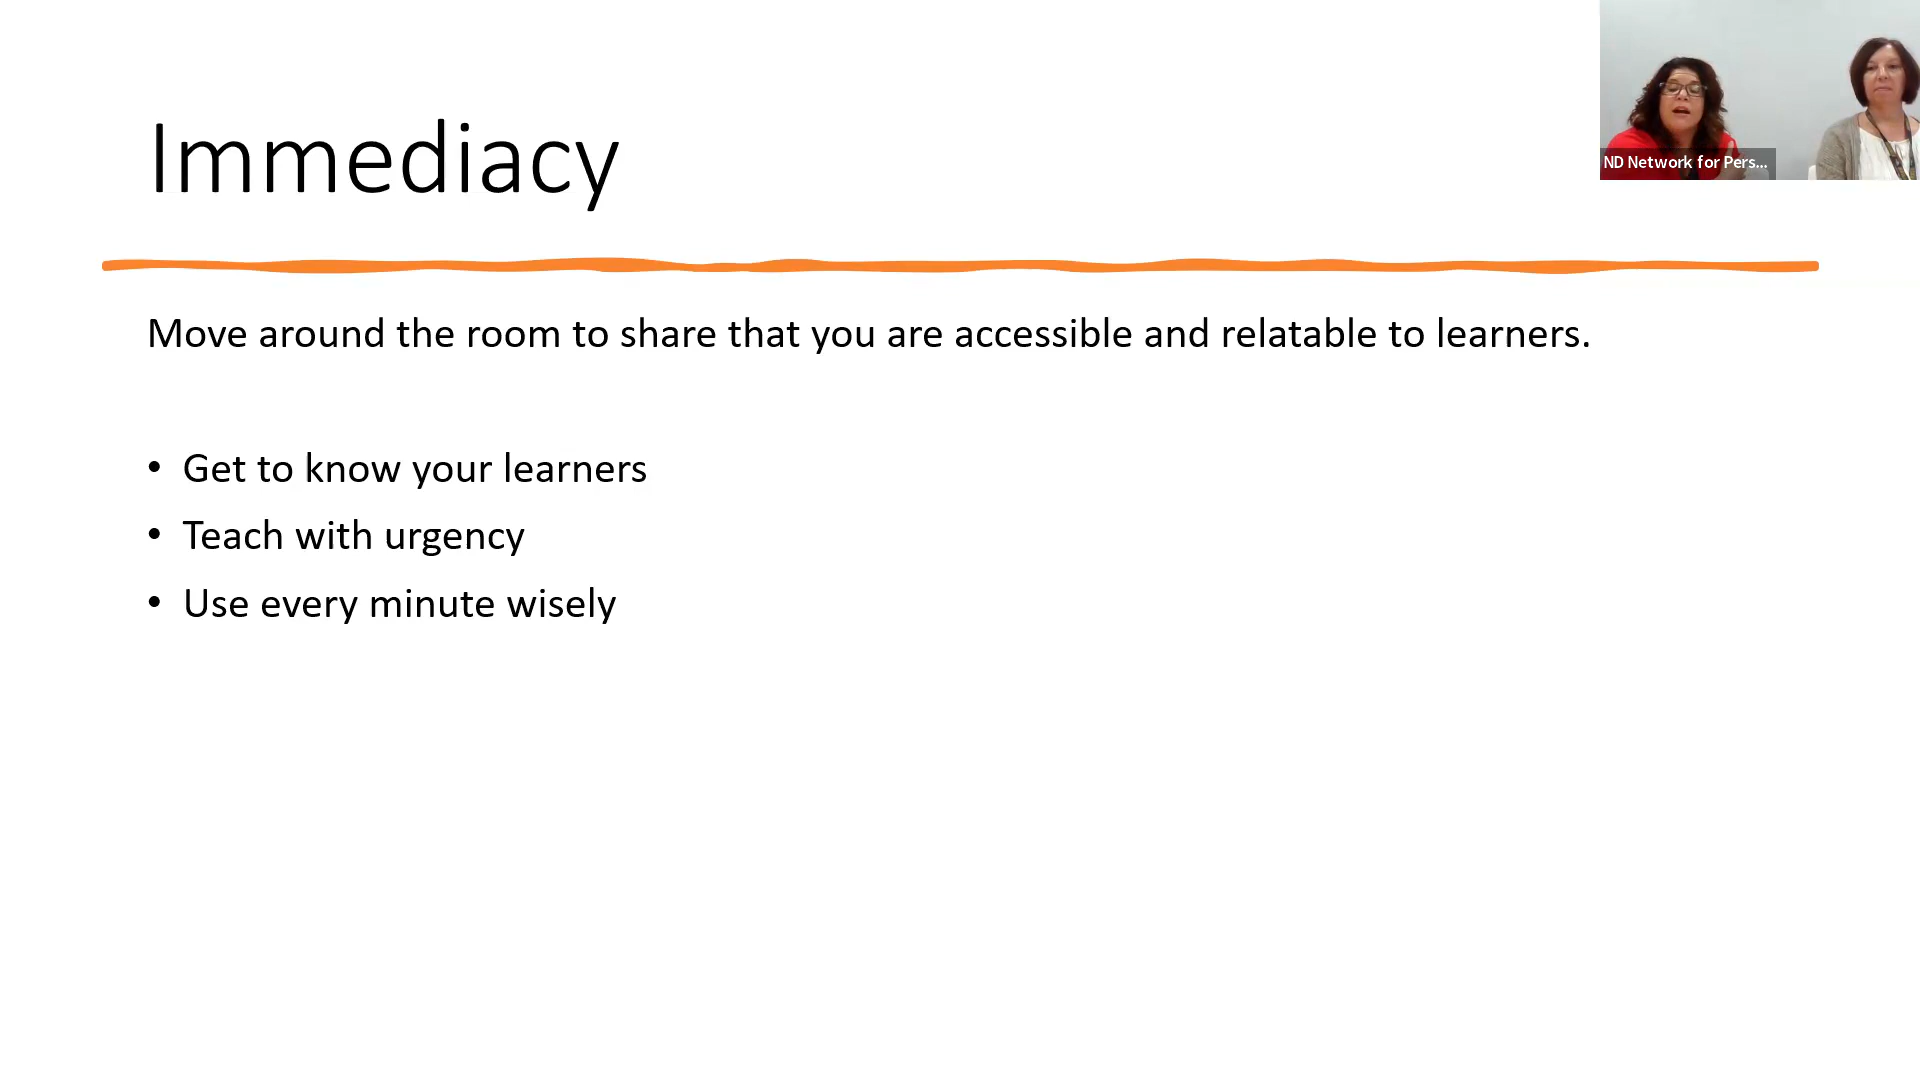 Immediacy
ND Network for Pers...
Move around the room to share that you are accessible and relatable to learners.
• Get to know your learners
• Teach with urgency
• Use every minute wisely